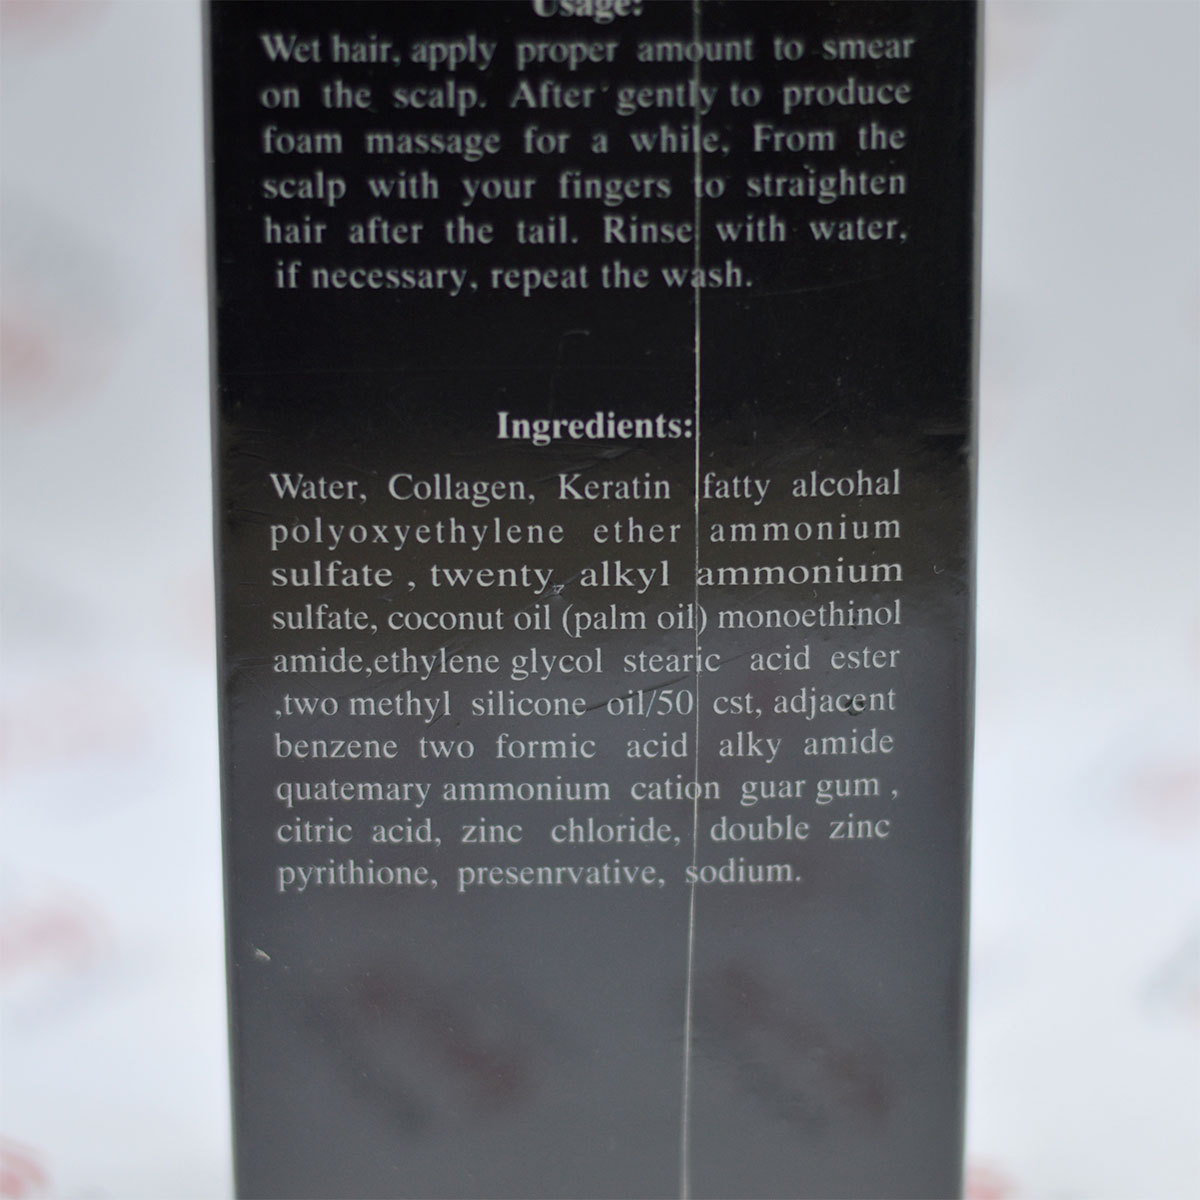 Usage:
Wet hair, apply proper amount to smear
on the scalp. After gently to produce
foam massage for a while, From the
scalp with your fingers to straighten
hair after the tail. Rinse with water,
if necessary, repeat the wash.
Ingredients:
Water, Collagen, Keratin fatty alcohal
polyoxyethylene ether ammonium
sulfate , twenty, alkyl ammonium
sulfate, coconut oil (palm oil) monoethinol
amide,ethylene glycol stearic acid ester
,two methyl silicone oil/50 cst, adjacent
benzene two formic acid alky amide
quatemary ammonium cation guar gum ,
citric acid, zinc chloride, double zinc
pyrithione, presenrvative, sodium.